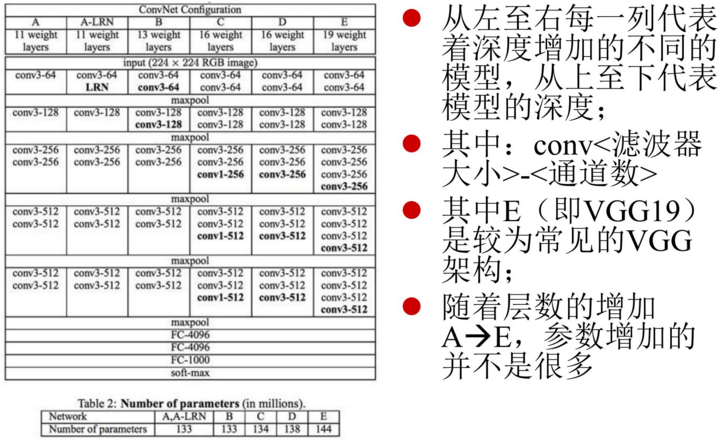 ConvNet Configuration
A A-LRN B C D E
11 weight layers 11 weight layers 13 weight layers 16 weight layers 16 weight layers 19 weight layers
input (224 × 224 RGB image)
conv3-64 conv3-64 conv3-64 conv3-64 conv3-64 conv3-64
LRN conv3-64 conv3-64 conv3-64 conv3-64
maxpool
conv3-128 conv3-128 conv3-128 conv3-128 conv3-128 conv3-128
conv3-128 conv3-128 conv3-128 conv3-128
maxpool
conv3-256 conv3-256 conv3-256 conv3-256 conv3-256 conv3-256
conv3-256 conv3-256 conv3-256 conv3-256 conv3-256 conv3-256
conv1-256 conv3-256 conv3-256
conv3-256
maxpool
conv3-512 conv3-512 conv3-512 conv3-512 conv3-512 conv3-512
conv3-512 conv3-512 conv3-512 conv3-512 conv3-512 conv3-512
conv1-512 conv3-512 conv3-512
conv3-512
maxpool
conv3-512 conv3-512 conv3-512 conv3-512 conv3-512 conv3-512
conv3-512 conv3-512 conv3-512 conv3-512 conv3-512 conv3-512
conv1-512 conv3-512 conv3-512
conv3-512
maxpool
FC-4096
FC-4096
FC-1000
soft-max
Table 2: Number of parameters (in millions).
Network A,A-LRN B C D E
Number of parameters 133 133 134 138 144
● 从左至右每一列代表
着深度增加的不同的
模型，从上至下代表
模型的深度；
● 其中：conv<滤波器
大小>-<通道数>
● 其中E（即VGG19）
是较为常见的VGG
架构；
● 随着层数的增加
A→E，参数增加的
并不是很多